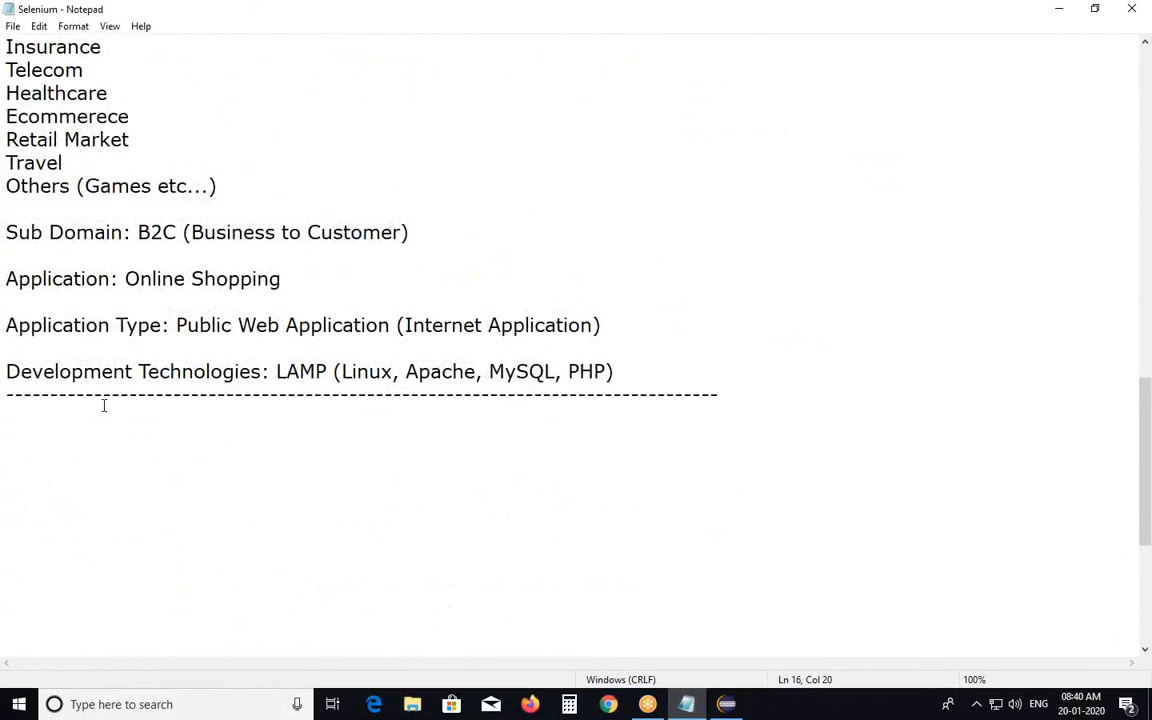 Selenium - Notepad
File Edit Format View Help
Insurance
Telecom
Healthcare
Ecommerece
Retail Market
Travel
Others (Games etc...)
Sub Domain: B2C (Business to Customer)
Application: Online Shopping
Application Type: Public Web Application (Internet Application)
Development Technologies: LAMP (Linux, Apache, MySQL, PHP)
---------------------------------------------------------------------------------
Windows (CRLF) Ln 16, Col 20 100%
Type here to search
ENG
08:40 AM
20-01-2020
2